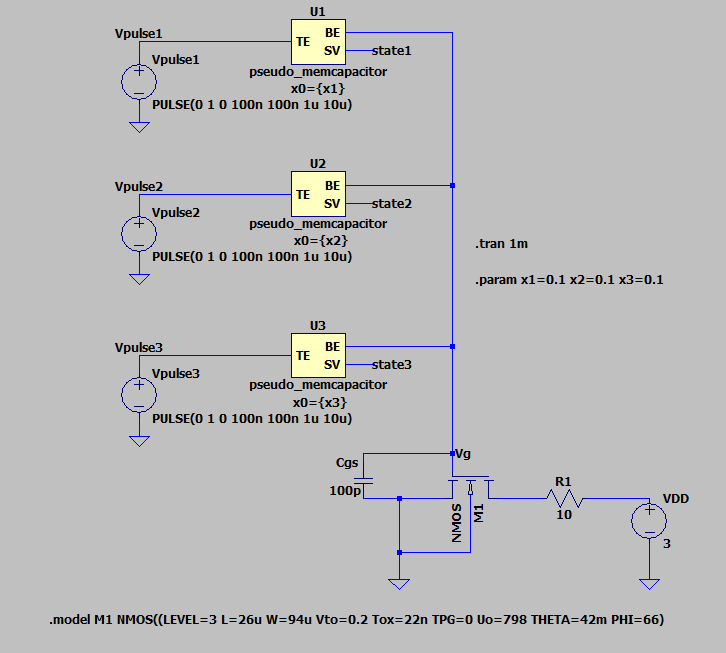 U1
Vpulse1
TE
BE
SV
state1
Vpulse1
pseudo_memcapacitor
x0={x1}
PULSE(0 1 0 100n 100n 1u 10u)
U2
Vpulse2
TE
BE
SV
state2
Vpulse2
pseudo_memcapacitor
x0={x2}
PULSE(0 1 0 100n 100n 1u 10u)
.tran 1m
.param x1=0.1 x2=0.1 x3=0.1
U3
Vpulse3
TE
BE
SV
state3
Vpulse3
pseudo_memcapacitor
x0={x3}
PULSE(0 1 0 100n 100n 1u 10u)
Vg
Cgs
100p
NMOS
M1
R1
10
VDD
3
.model M1 NMOS((LEVEL=3 L=26u W=94u Vto=0.2 Tox=22n TPG=0 Uo=798 THETA=42m PHI=66)